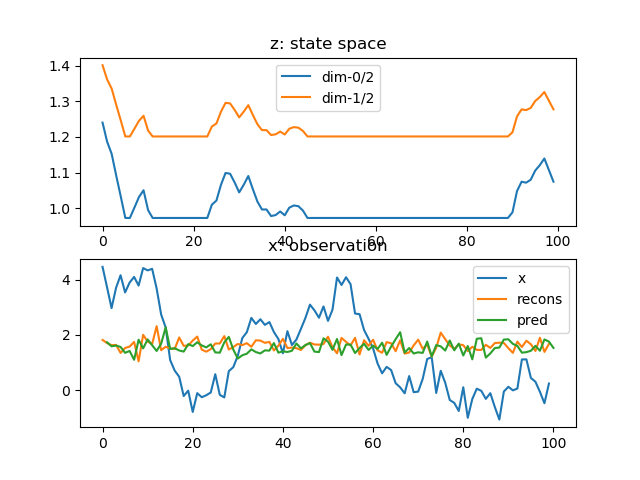 z: state space
1.4
1.3
1.2
1.1
1.0
dim-0/2
dim-1/2
0 20 40 60 80 100
x: observation
4
2
0
x
recons
pred
0 20 40 60 80 100